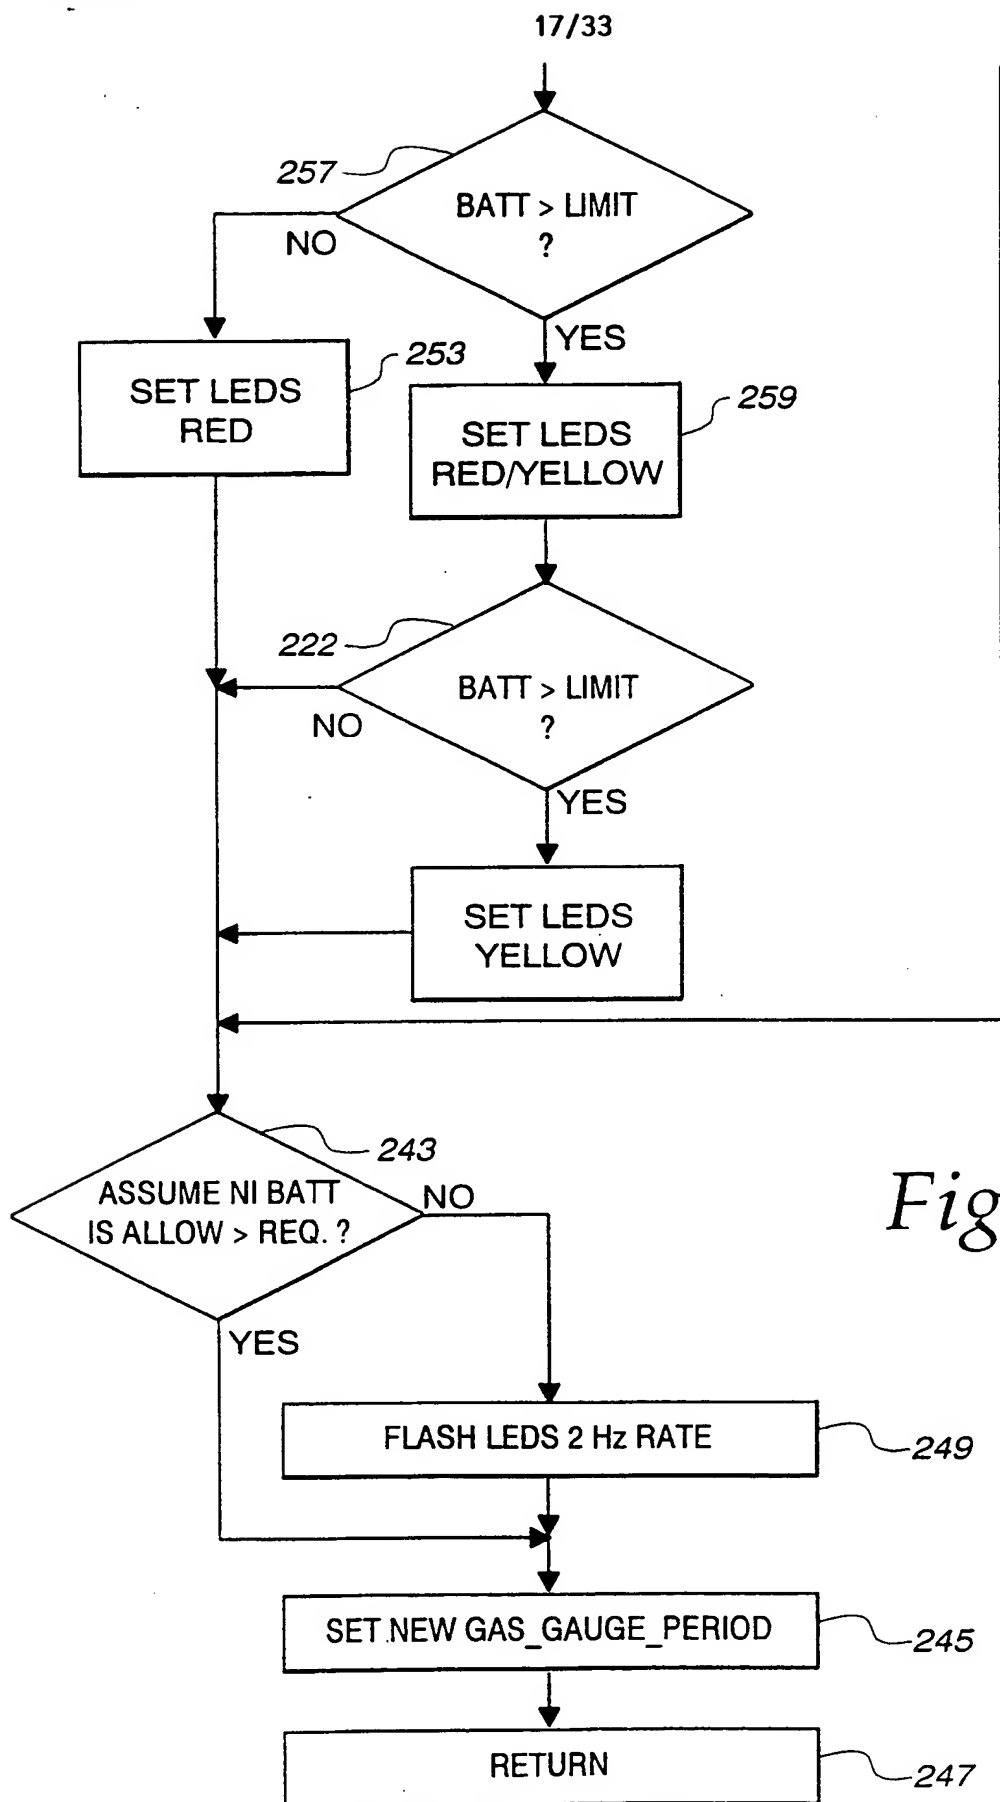 17/33
257
BATT > LIMIT
?
NO
YES
253
SET LEDS
RED
259
SET LEDS
RED/YELLOW
222
BATT > LIMIT
?
NO
YES
SET LEDS
YELLOW
243
ASSUME NI BATT
IS ALLOW > REQ. ?
NO
YES
Fig
FLASH LEDS 2 Hz RATE
249
SET NEW GAS_GAUGE_PERIOD
245
RETURN
247